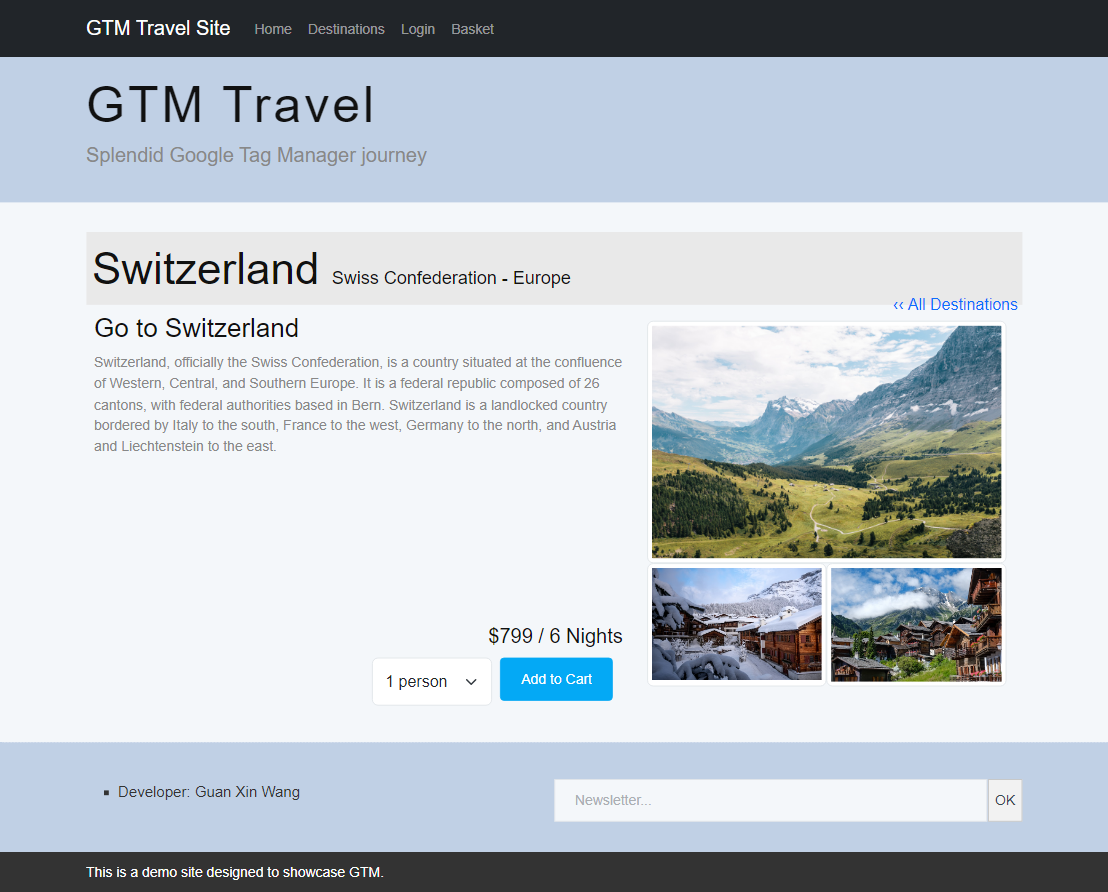 GTM Travel Site Home Destinations Login Basket
GTM Travel
Splendid Google Tag Manager journey
Switzerland Swiss Confederation - Europe
‹‹ All Destinations
Go to Switzerland
Switzerland, officially the Swiss Confederation, is a country situated at the confluence
of Western, Central, and Southern Europe. It is a federal republic composed of 26
cantons, with federal authorities based in Bern. Switzerland is a landlocked country
bordered by Italy to the south, France to the west, Germany to the north, and Austria
and Liechtenstein to the east.
$799 / 6 Nights
1 person Add to Cart
Developer: Guan Xin Wang
Newsletter... OK
This is a demo site designed to showcase GTM.